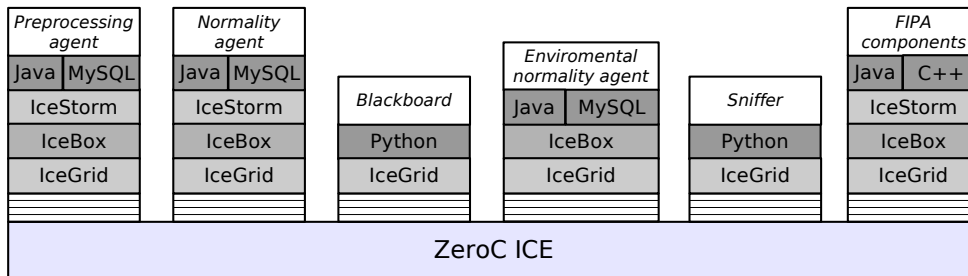 Preprocessing
agent
Java MySQL
IceStorm
IceBox
IceGrid
Normality
agent
Java MySQL
IceStorm
IceBox
IceGrid
Blackboard
Python
IceGrid
Enviromental
normality agent
Java MySQL
IceBox
IceGrid
Sniffer
Python
IceGrid
FIPA
components
Java C++
IceStorm
IceBox
IceGrid
ZeroC ICE